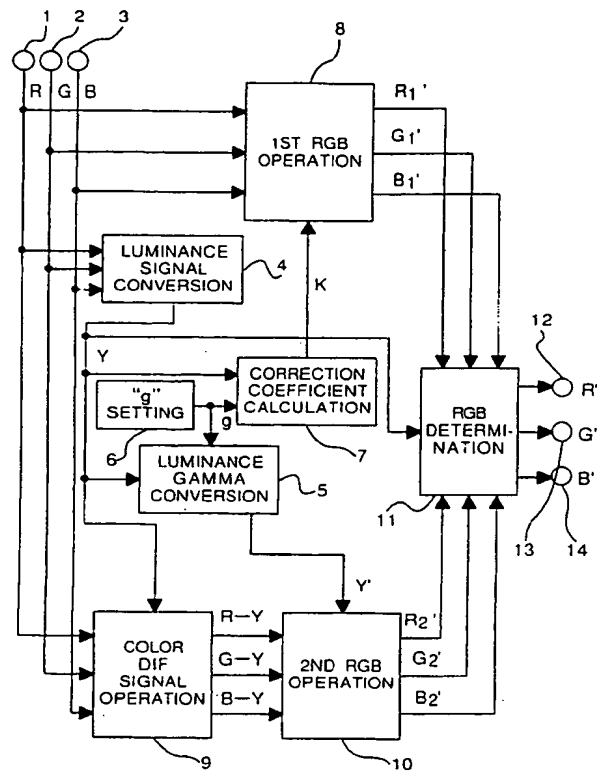 1 2 3
R G B
8
1ST RGB
OPERATION
R1'
G1'
B1'
LUMINANCE
SIGNAL
CONVERSION
4
K
Y
"g"
SETTING
6
g
CORRECTION
COEFFICIENT
CALCULATION
7
LUMINANCE
GAMMA
CONVERSION
5
RGB
DETERMI-
NATION
11
12
R'
G'
B'
13 14
Y'
COLOR
DIF
SIGNAL
OPERATION
9
R—Y
G—Y
B—Y
2ND RGB
OPERATION
10
R2'
G2'
B2'